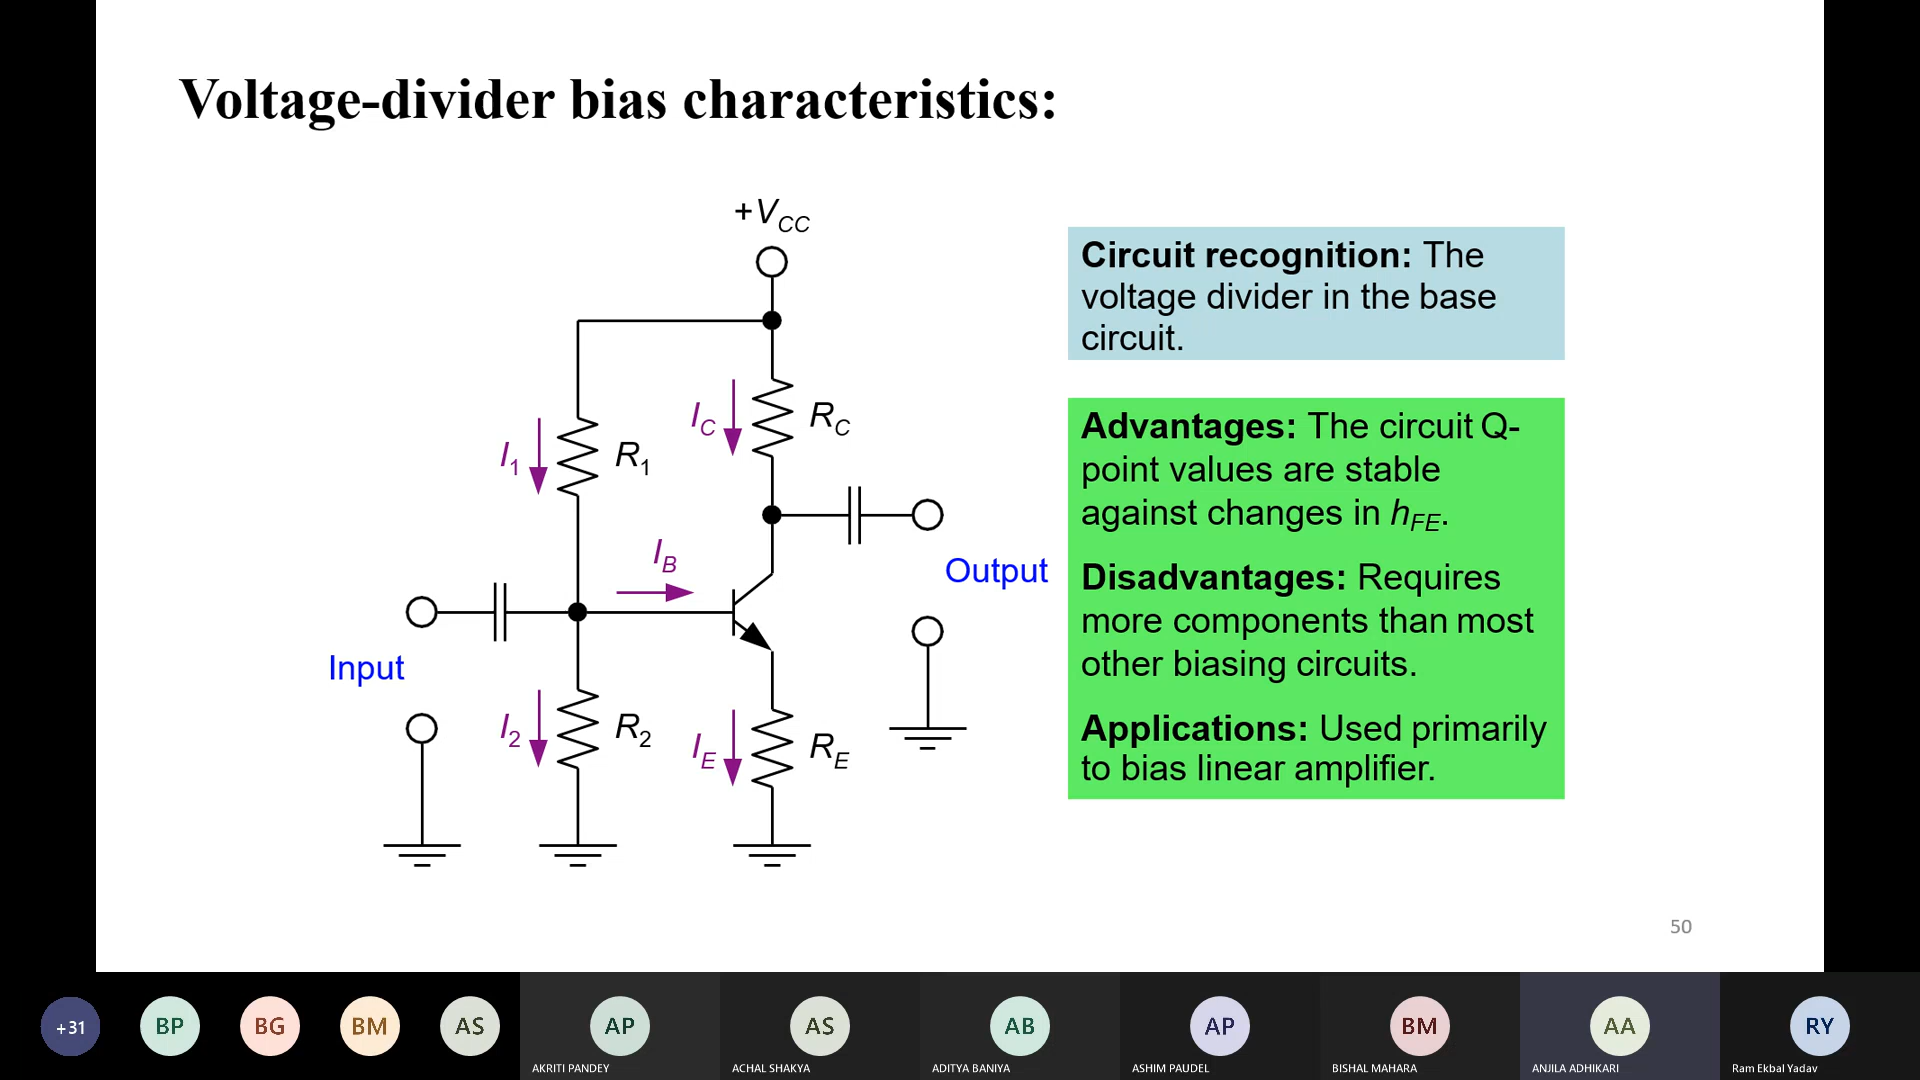 Voltage-divider bias characteristics:
+VCC
Circuit recognition: The
voltage divider in the base
circuit.
I1
R1
IC
RC
IB
Input
Output
I2
R2
IE
RE
Advantages: The circuit Q-
point values are stable
against changes in hFE.
Disadvantages: Requires
more components than most
other biasing circuits.
Applications: Used primarily
to bias linear amplifier.
50
+31
BP
BG
BM
AS
AP
AKRITI PANDEY
AS
ACHAL SHAKYA
AB
ADITYA BANIYA
AP
ASHIM PAUDEL
BM
BISHAL MAHARA
AA
ANJILA ADHIKARI
RY
Ram Ekbal Yadav